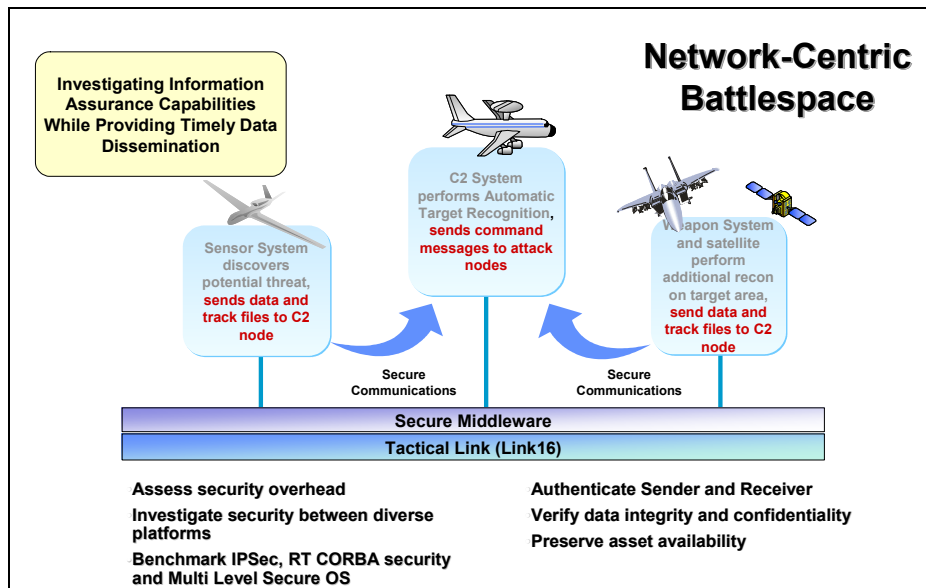 Network-Centric
Battlespace
Investigating Information
Assurance Capabilities
While Providing Timely Data
Dissemination
Sensor System
discovers
potential threat,
sends data and
track files to C2
node
C2 System
performs Automatic
Target Recognition,
sends command
messages to attack
nodes
Weapon System
and satellite
perform
additional recon
on target area,
send data and
track files to C2
node
Secure
Communications
Secure
Communications
Secure Middleware
Tactical Link (Link16)
Assess security overhead
Investigate security between diverse
platforms
Benchmark IPSec, RT CORBA security
and Multi Level Secure OS
Authenticate Sender and Receiver
Verify data integrity and confidentiality
Preserve asset availability